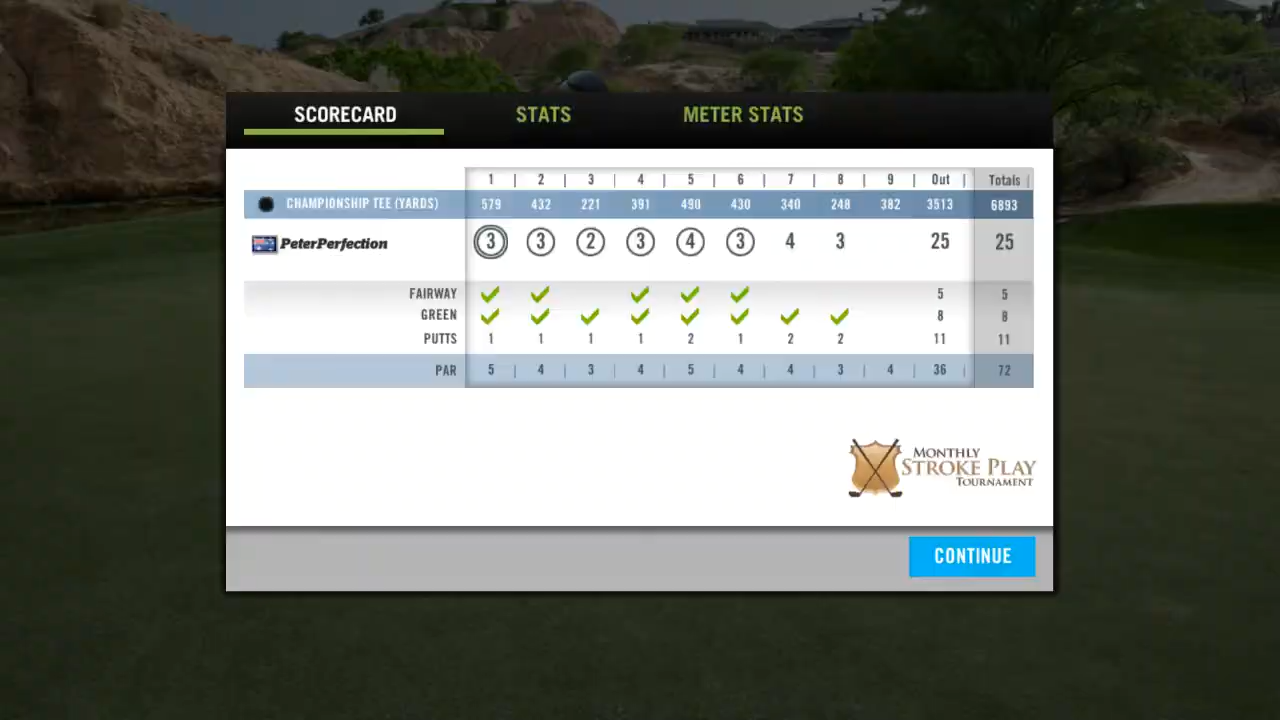 SCORECARD STATS METER STATS
1 | 2 | 3 | 4 | 5 | 6 | 7 | 8 | 9 | Out | Totals |
CHAMPIONSHIP TEE (YARDS) 579 432 221 391 490 430 340 248 382 3513 6893
PeterPerfection 3 3 2 3 4 3 4 3 25 25
FAIRWAY 5 5
GREEN 8 8
PUTTS 1 1 1 1 2 1 2 2 11 11
PAR 5 | 4 | 3 | 4 | 5 | 4 | 4 | 3 | 4 | 36 | 72
MONTHLY
STROKE PLAY
TOURNAMENT
CONTINUE